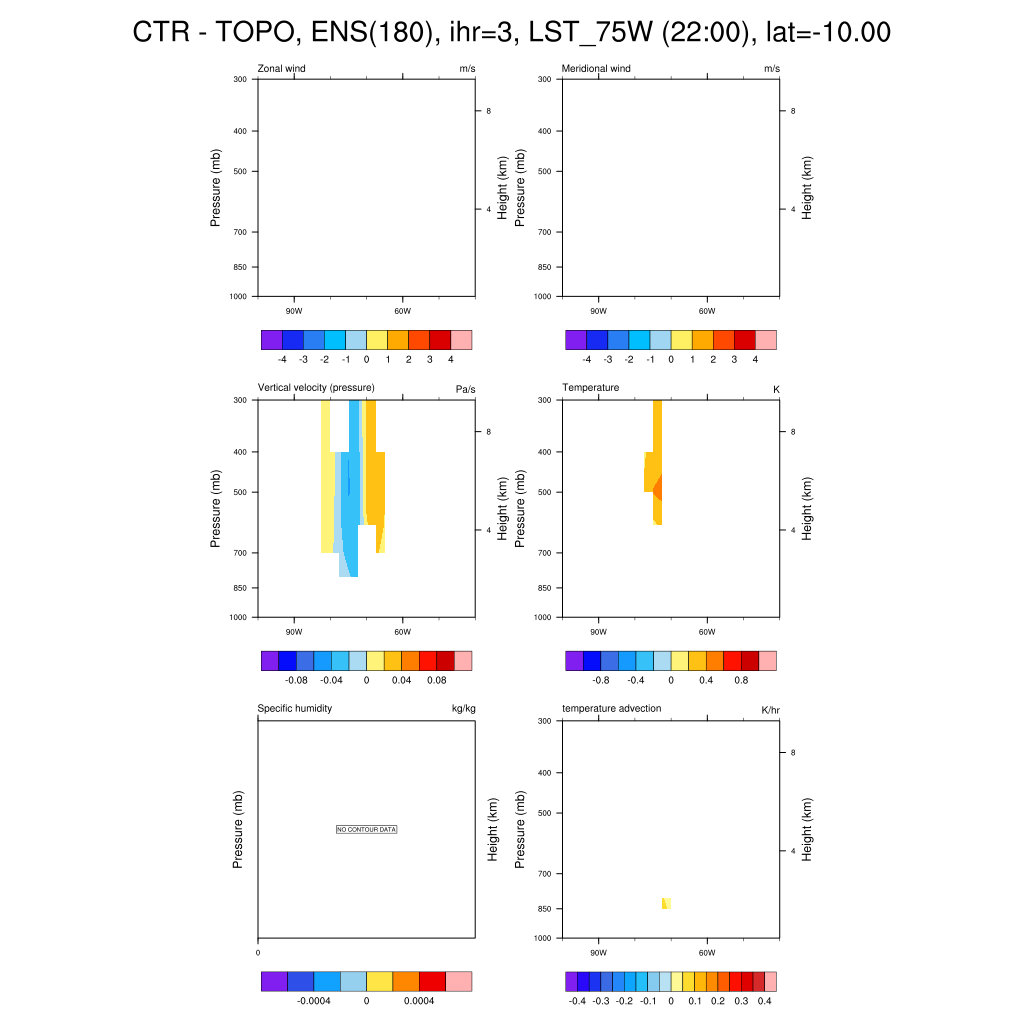 CTR - TOPO, ENS(180), ihr=3, LST_75W (22:00), lat=-10.00
Zonal wind m/s
300
400
500
700
850
1000
Pressure (mb)
8
4
Height (km)
90W 60W
-4 -3 -2 -1 0 1 2 3 4
Meridional wind m/s
300
400
500
700
850
1000
Pressure (mb)
8
4
Height (km)
90W 60W
-4 -3 -2 -1 0 1 2 3 4
Vertical velocity (pressure) Pa/s
300
400
500
700
850
1000
Pressure (mb)
8
4
Height (km)
90W 60W
-0.08 -0.04 0 0.04 0.08
Temperature K
300
400
500
700
850
1000
Pressure (mb)
8
4
Height (km)
90W 60W
-0.8 -0.4 0 0.4 0.8
Specific humidity kg/kg
Pressure (mb)
NO CONTOUR DATA
Height (km)
0
-0.0004 0 0.0004
temperature advection K/hr
300
400
500
700
850
1000
Pressure (mb)
8
4
Height (km)
90W 60W
-0.4 -0.3 -0.2 -0.1 0 0.1 0.2 0.3 0.4